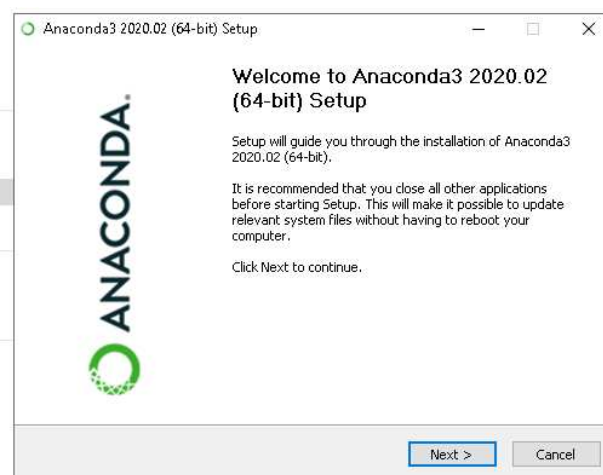 Anaconda3 2020.02 (64-bit) Setup
ANACONDA.
Welcome to Anaconda3 2020.02
(64-bit) Setup
Setup will guide you through the installation of Anaconda3
2020.02 (64-bit).
It is recommended that you close all other applications
before starting Setup. This will make it possible to update
relevant system files without having to reboot your
computer.
Click Next to continue.
Next >
Cancel